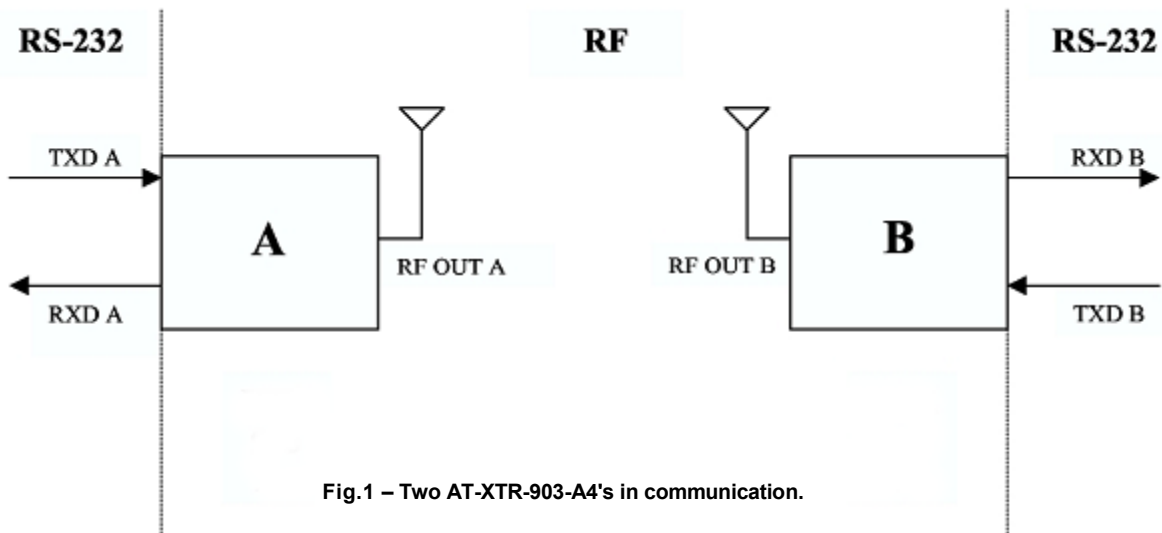 RS-232
RF
RS-232
TXD A
RXD B
A
B
RF OUT A
RF OUT B
RXD A
TXD B
Fig.1 – Two AT-XTR-903-A4's in communication.